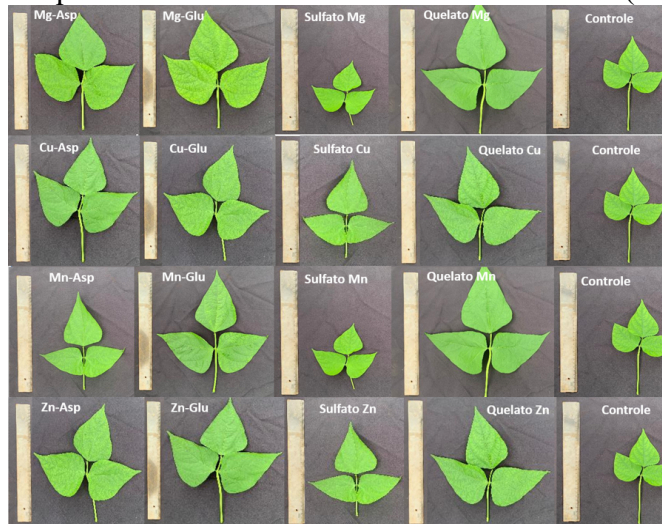 Mg-Asp Mg-Glu Sulfato Mg Quelato Mg Controle
Cu-Asp Cu-Glu Sulfato Cu Quelato Cu Controle
Mn-Asp Mn-Glu Sulfato Mn Quelato Mn Controle
Zn-Asp Zn-Glu Sulfato Zn Quelato Zn Controle